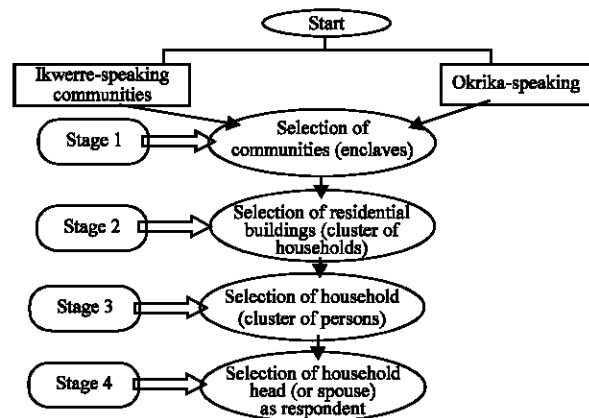 Start
Ikwerre-speaking
communities
Okrika-speaking
Stage 1
Selection of
communities (enclaves)
Stage 2
Selection of residential
buildings (cluster of
households)
Stage 3
Selection of household
(cluster of persons)
Stage 4
Selection of household
head (or spouse)
as respondent